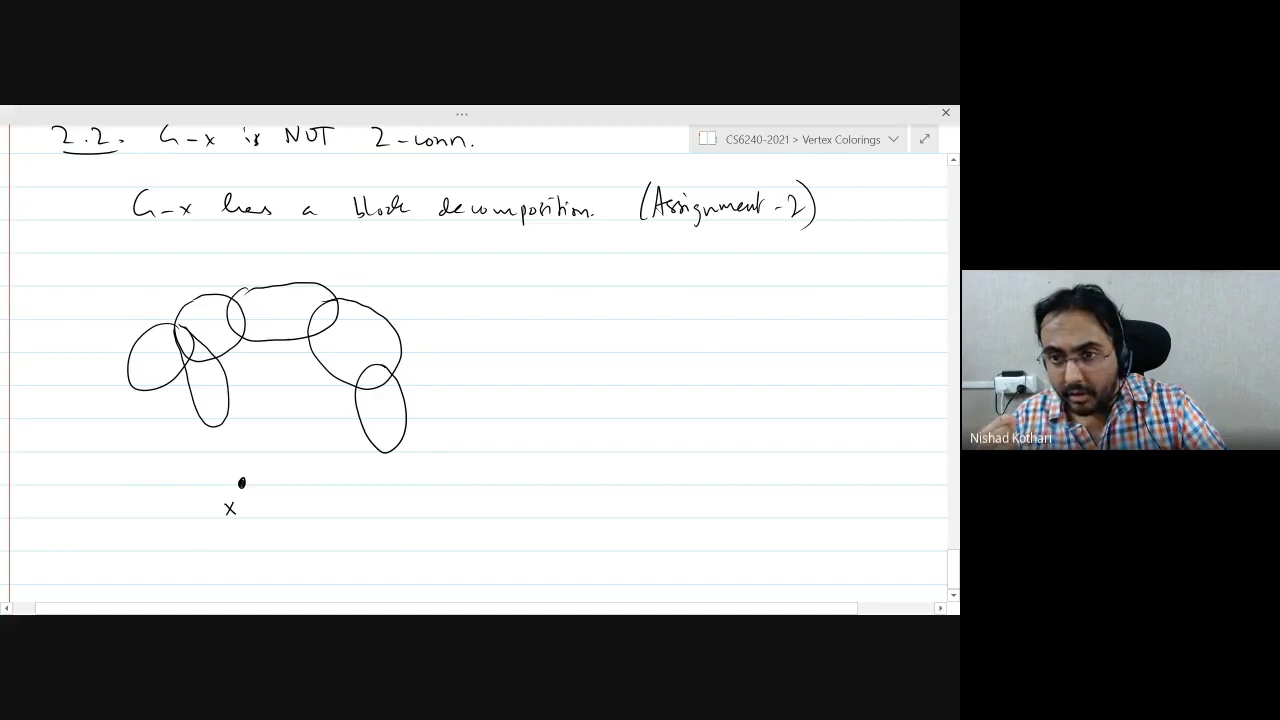 2.2. G-x is NOT 2-conn.
CS6240-2021 > Vertex Colorings
G-x has a block decomposition. (Assignment-2)
x
Nishad Kothari